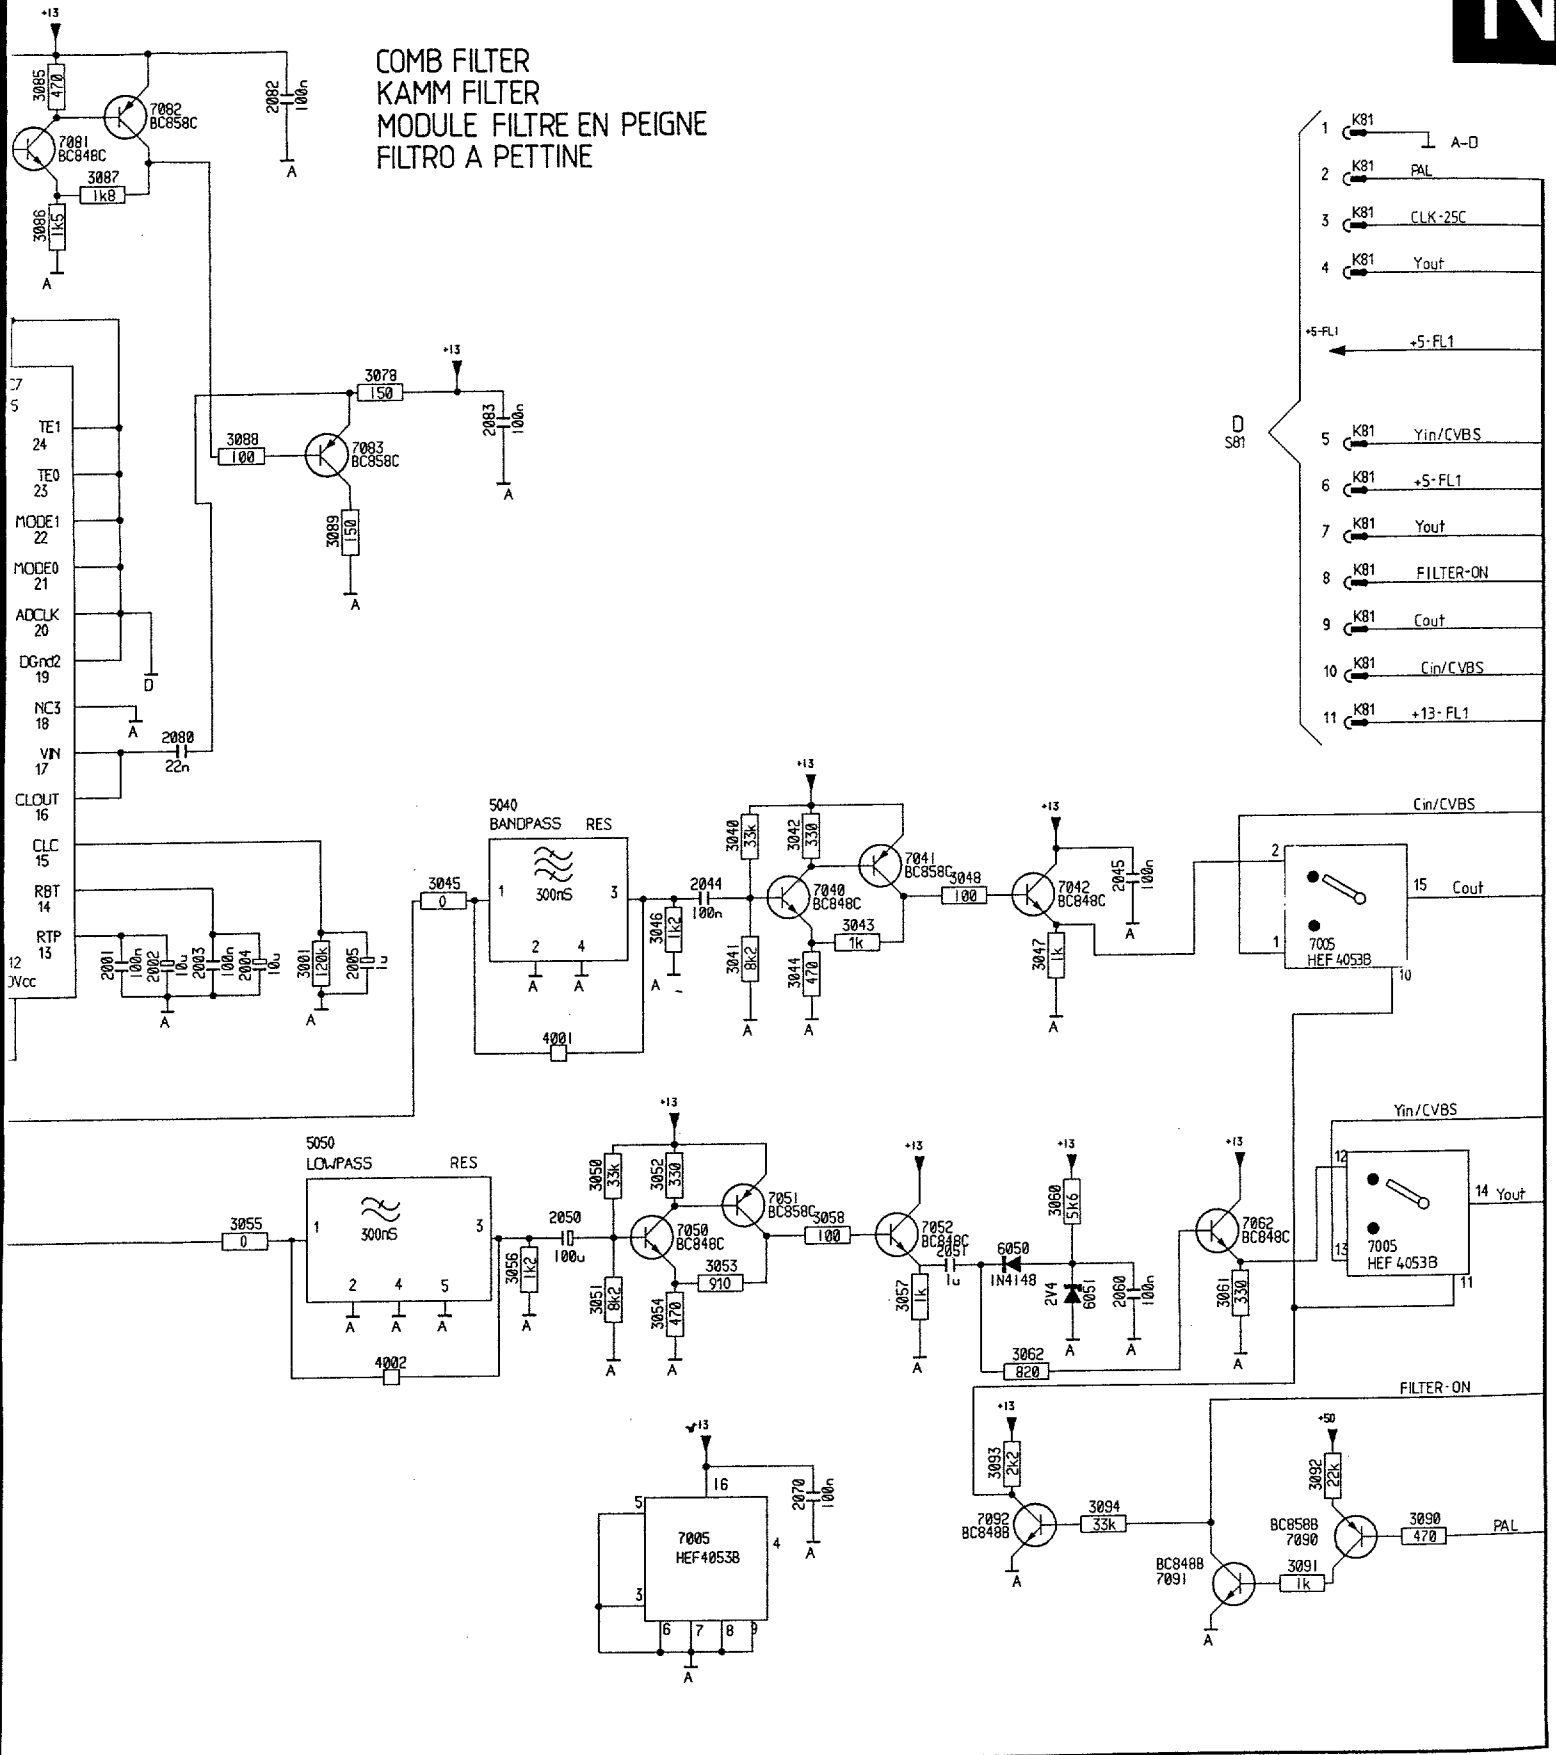 N
+13
3085
470
7082
BC858C
2082
100n
A
7081
BC848C
3087
1k8
3086
1k5
A
COMB FILTER
KAMM FILTER
MODULE FILTRE EN PEIGNE
FILTRO A PETTINE
1 K81 A-D
2 K81 PAL
3 K81 CLK-25C
4 K81 Yout
+5-FL1 +5-FL1
D
S81
5 K81 Yin/CVBS
6 K81 +5-FL1
7 K81 Yout
8 K81 FILTER-ON
9 K81 Cout
10 K81 Cin/CVBS
11 K81 +13-FL1
+13
3078
150
2083
100n
A
3088
100
7083
BC858C
3089
150
A
TE1
24
TE0
23
MODE1
22
MODE0
21
ADCLK
20
DGnd2
19
D
NC3
18
A
VIN
17
2080
22n
CLOUT
16
CLC
15
RBT
14
RTP
13
2001
100n
2002
10u
2003
100n
2004
10u
A
3001
120k
2005
A
3045
0
5040
BANDPASS RES
300nS
1
3
2 4
A A
4001
3046
1k2
A
2044
100n
+13
3040
33k
3042
330
7041
BC858C
7040
BC848C
3043
1k
3041
8k2
A
3044
470
A
3048
100
+13
7042
BC848C
2045
100n
A
3047
1k
A
Cin/CVBS
2
15 Cout
1
7005
HEF 4053B
10
3055
0
5050
LOWPASS RES
300nS
1
3
2 4 5
A A A
4002
3056
1k2
A
2050
100u
+13
3050
33k
3052
330
7051
BC858C
7050
BC848C
3053
910
3051
8k2
A
3054
470
A
3058
100
+13
7052
BC848C
2051
1u
3057
1k
A
6050
1N4148
+13
3060
5k6
2V4
6051
A
2060
100n
A
3062
820
+13
7062
BC848C
3061
330
A
Yin/CVBS
12
14 Yout
13
7005
HEF 4053B
11
FILTER-ON
+13
3093
2k2
7092
BC848B
A
3094
33k
BC848B
7091
A
3091
1k
+5D
3092
22k
BC858B
7090
3090
470
PAL
+13
16
2070
100n
A
5
7005
HEF4053B
4
3
6 7 8 9
A